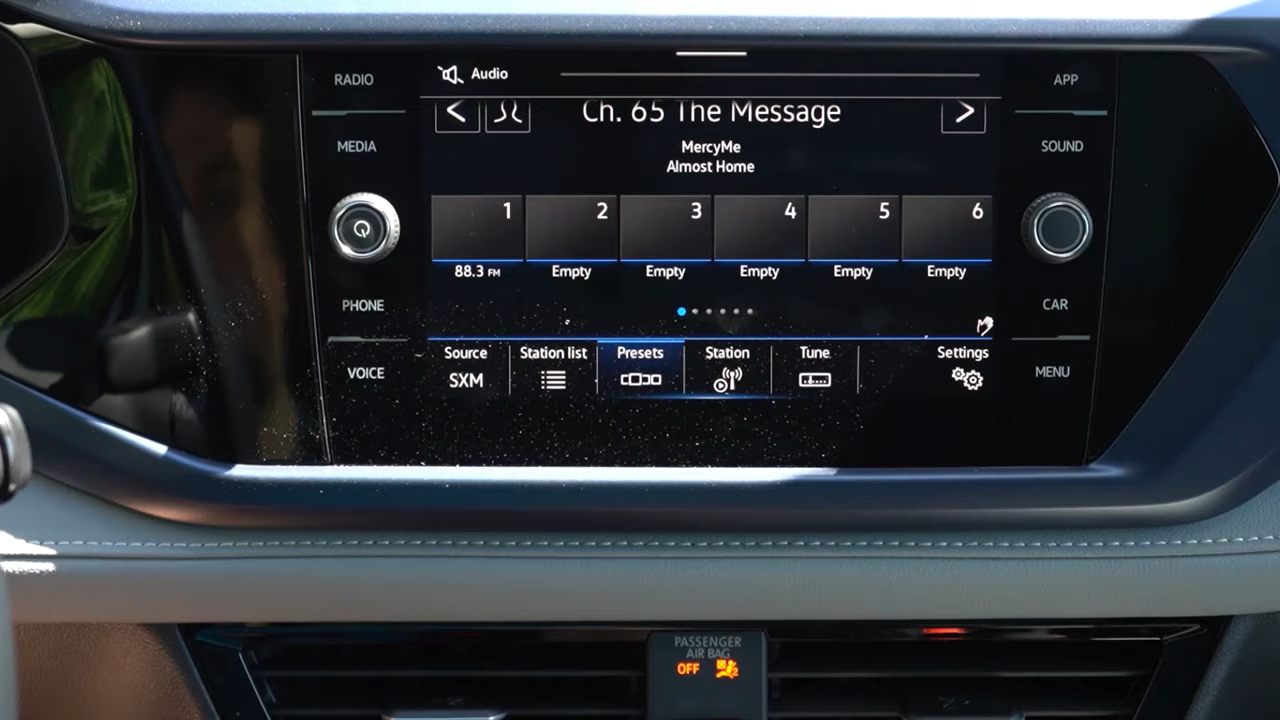 RADIO
MEDIA
PHONE
VOICE
Audio
Ch. 65 The Message
MercyMe
Almost Home
1 2 3 4 5 6
88.3 FM Empty Empty Empty Empty Empty
Source Station list Presets Station Tune Settings
SXM
APP
SOUND
CAR
MENU
PASSENGER
AIR BAG
OFF